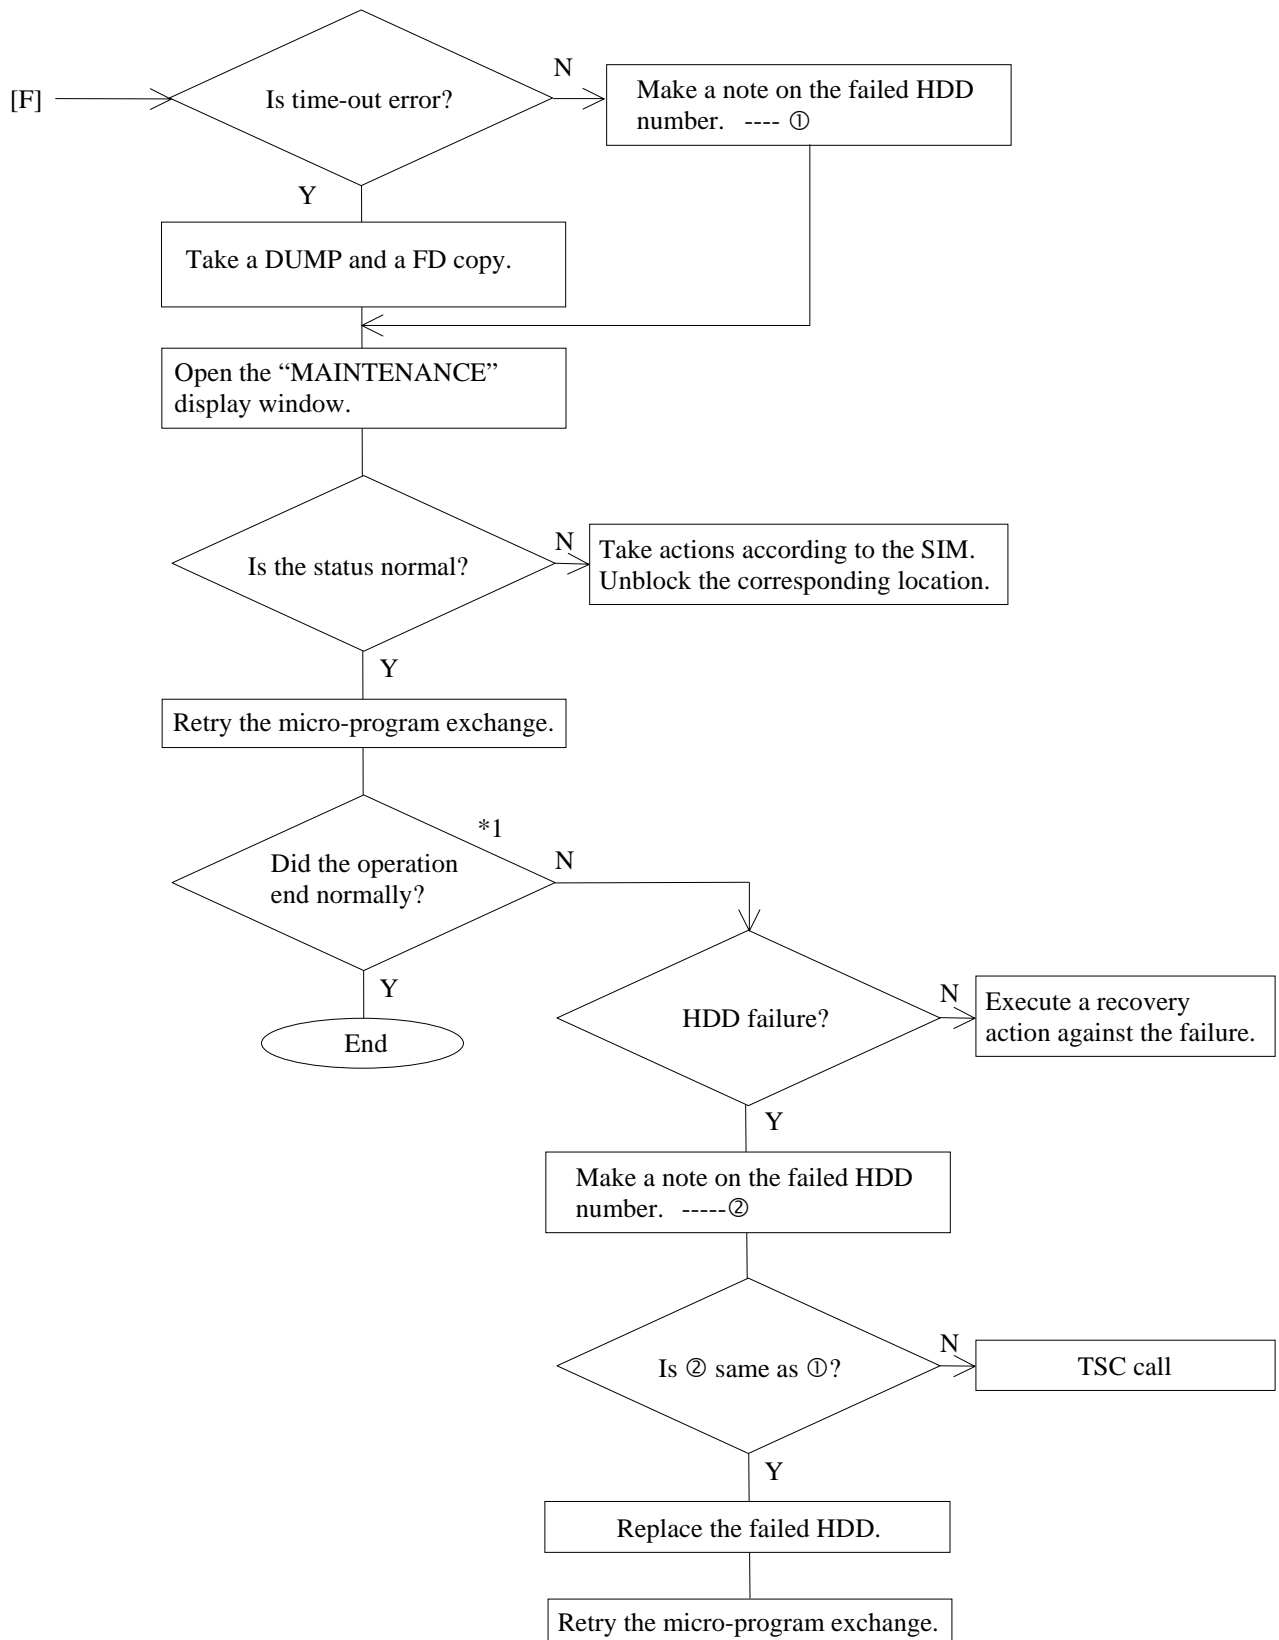 [F]
Is time-out error?
N
Make a note on the failed HDD
number. ---- ①
Y
Take a DUMP and a FD copy.
Open the “MAINTENANCE”
display window.
Is the status normal?
N
Take actions according to the SIM.
Unblock the corresponding location.
Y
Retry the micro-program exchange.
*1
Did the operation
end normally?
N
Y
End
HDD failure?
N
Execute a recovery
action against the failure.
Y
Make a note on the failed HDD
number. -----②
Is ② same as ①?
N
TSC call
Y
Replace the failed HDD.
Retry the micro-program exchange.